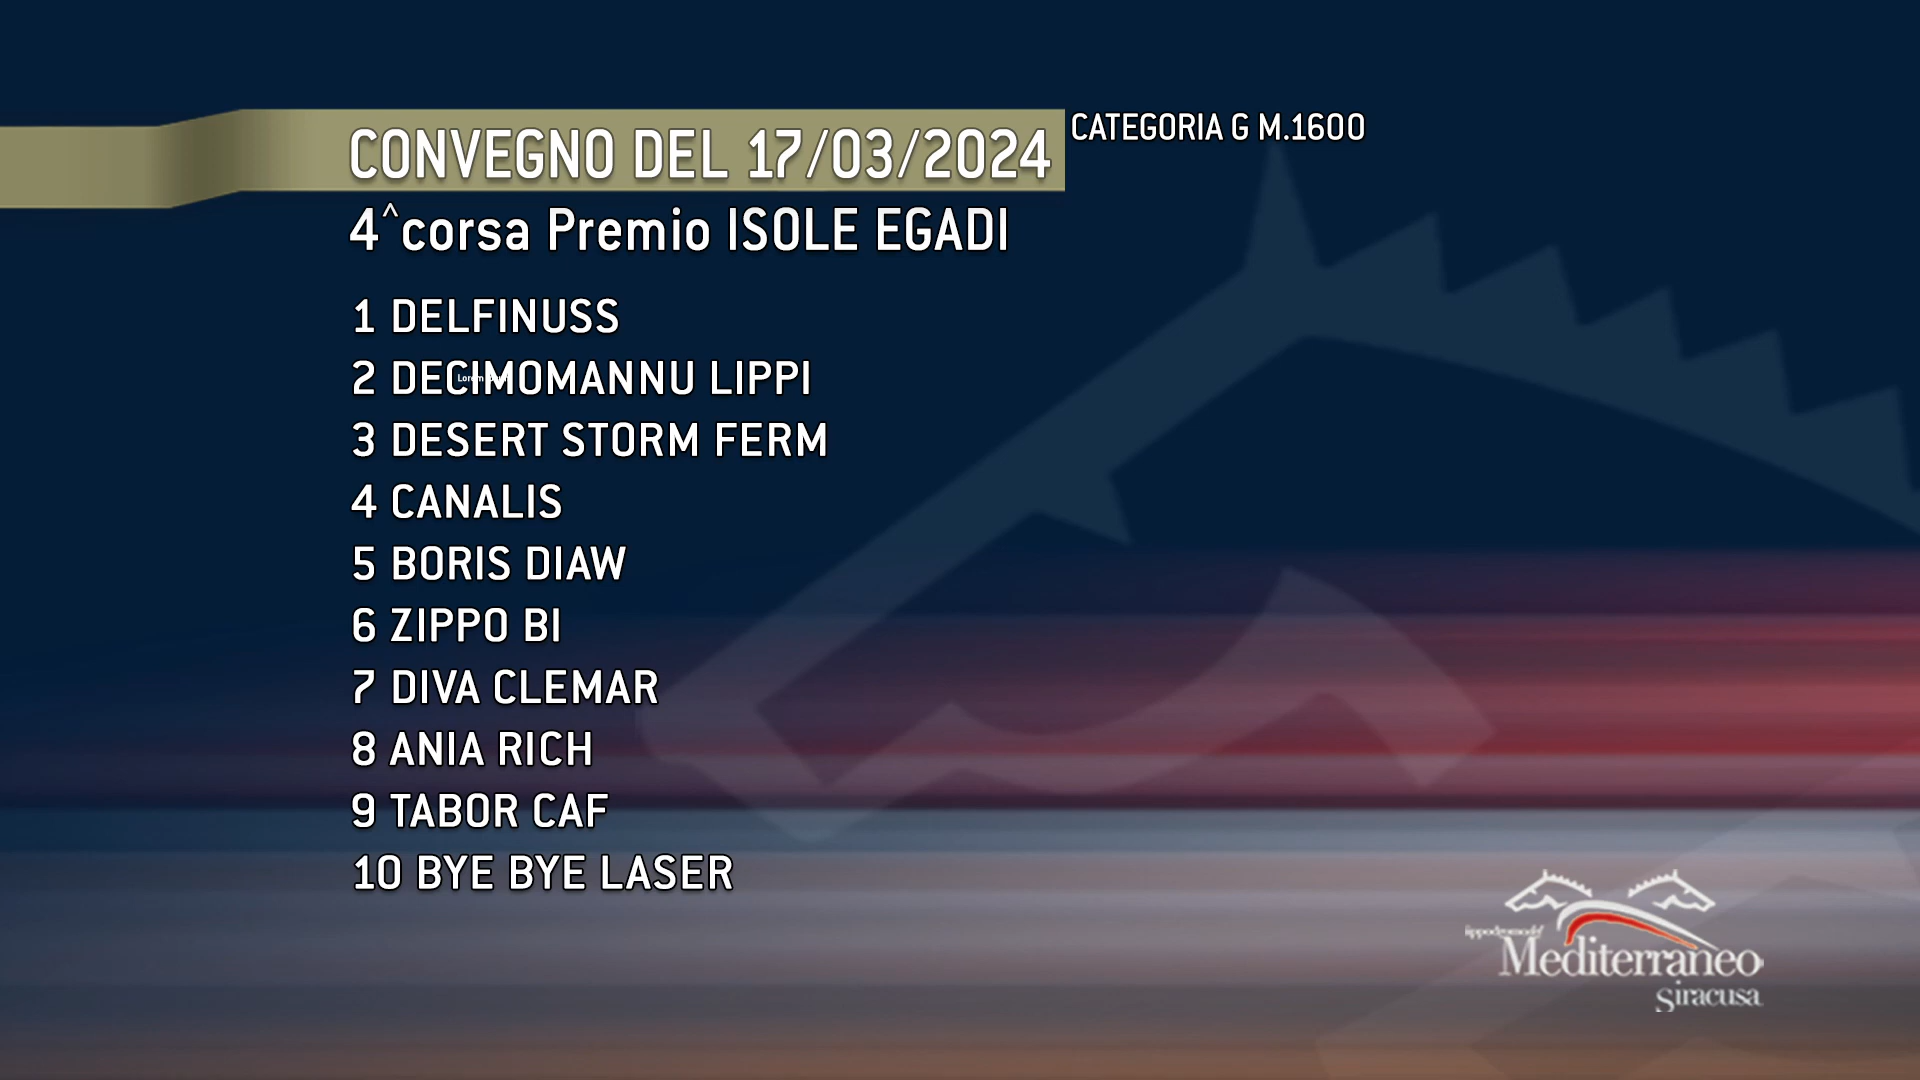 CONVEGNO DEL 17/03/2024
CATEGORIA G M.1600
4^corsa Premio ISOLE EGADI
1 DELFINUSS
2 DECIMOMANNU LIPPI
3 DESERT STORM FERM
4 CANALIS
5 BORIS DIAW
6 ZIPPO BI
7 DIVA CLEMAR
8 ANIA RICH
9 TABOR CAF
10 BYE BYE LASER
Ippodromo del
Mediterraneo
Siracusa